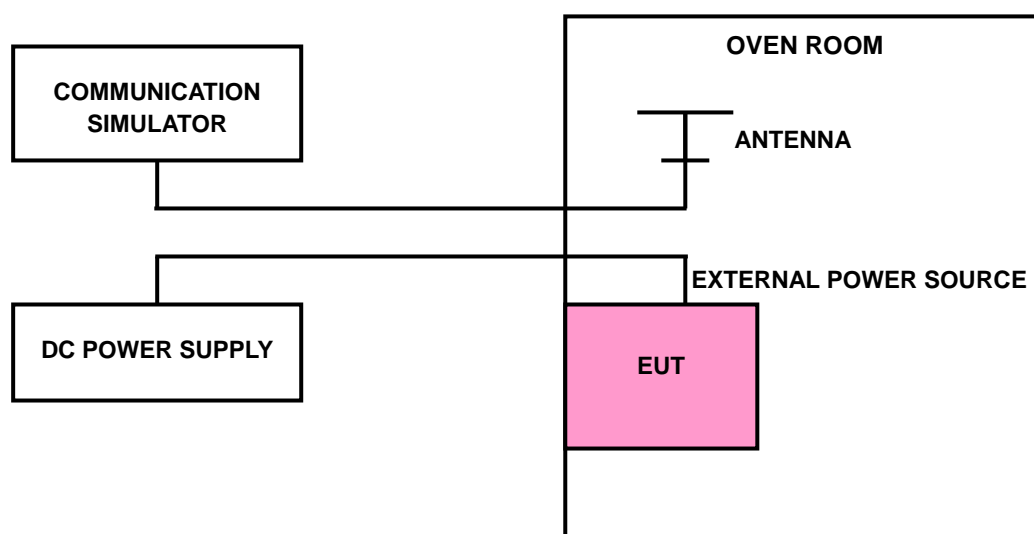 OVEN ROOM
COMMUNICATION
SIMULATOR
ANTENNA
EXTERNAL POWER SOURCE
DC POWER SUPPLY
EUT